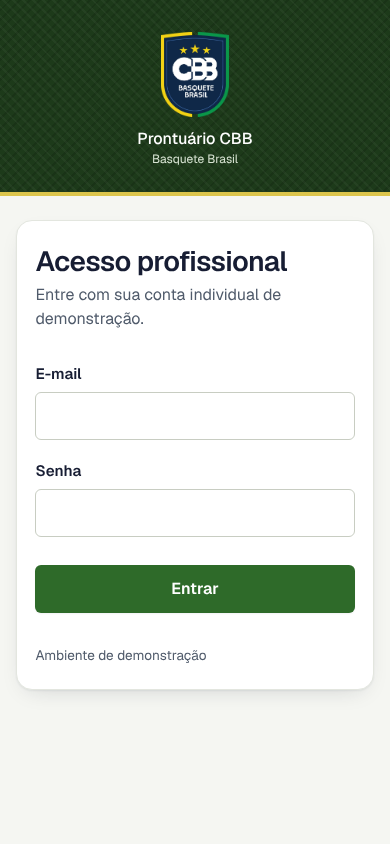 CBB
BASQUETE
BRASIL
Prontuário CBB
Basquete Brasil
Acesso profissional
Entre com sua conta individual de
demonstração.
E-mail
Senha
Entrar
Ambiente de demonstração